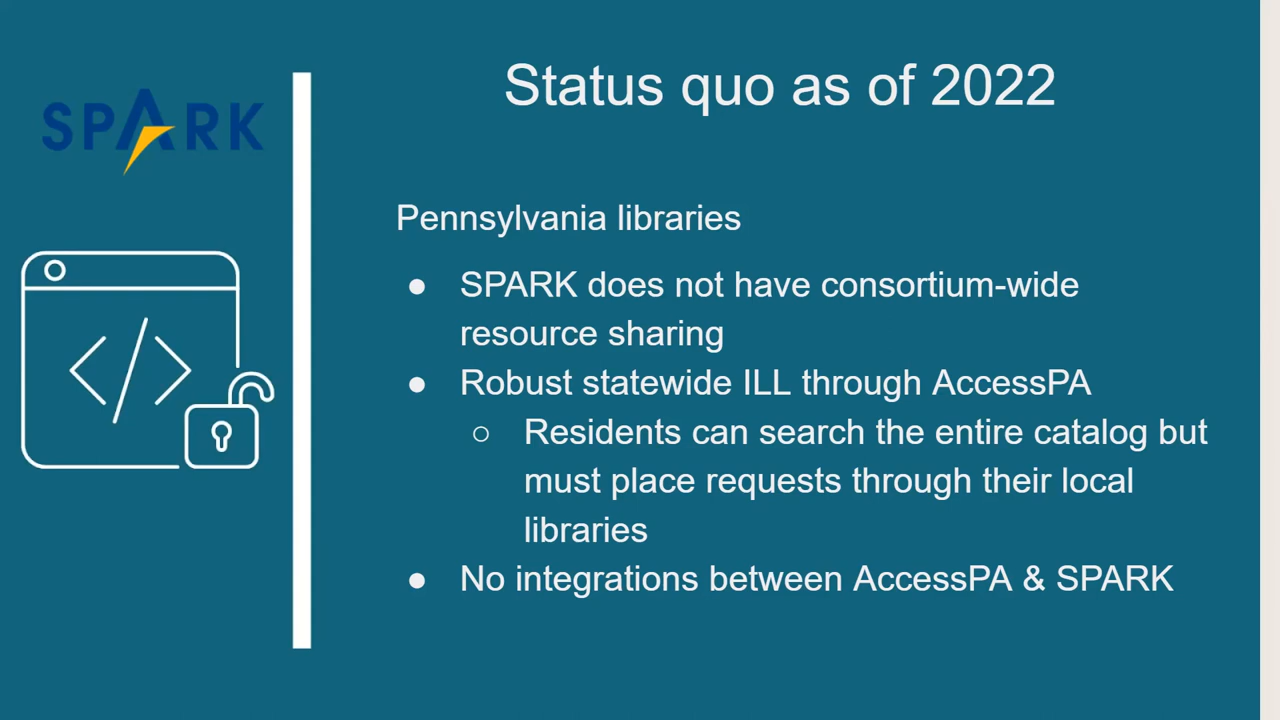 SPARK
Status quo as of 2022
Pennsylvania libraries
● SPARK does not have consortium-wide
resource sharing
● Robust statewide ILL through AccessPA
○ Residents can search the entire catalog but
must place requests through their local
libraries
● No integrations between AccessPA & SPARK